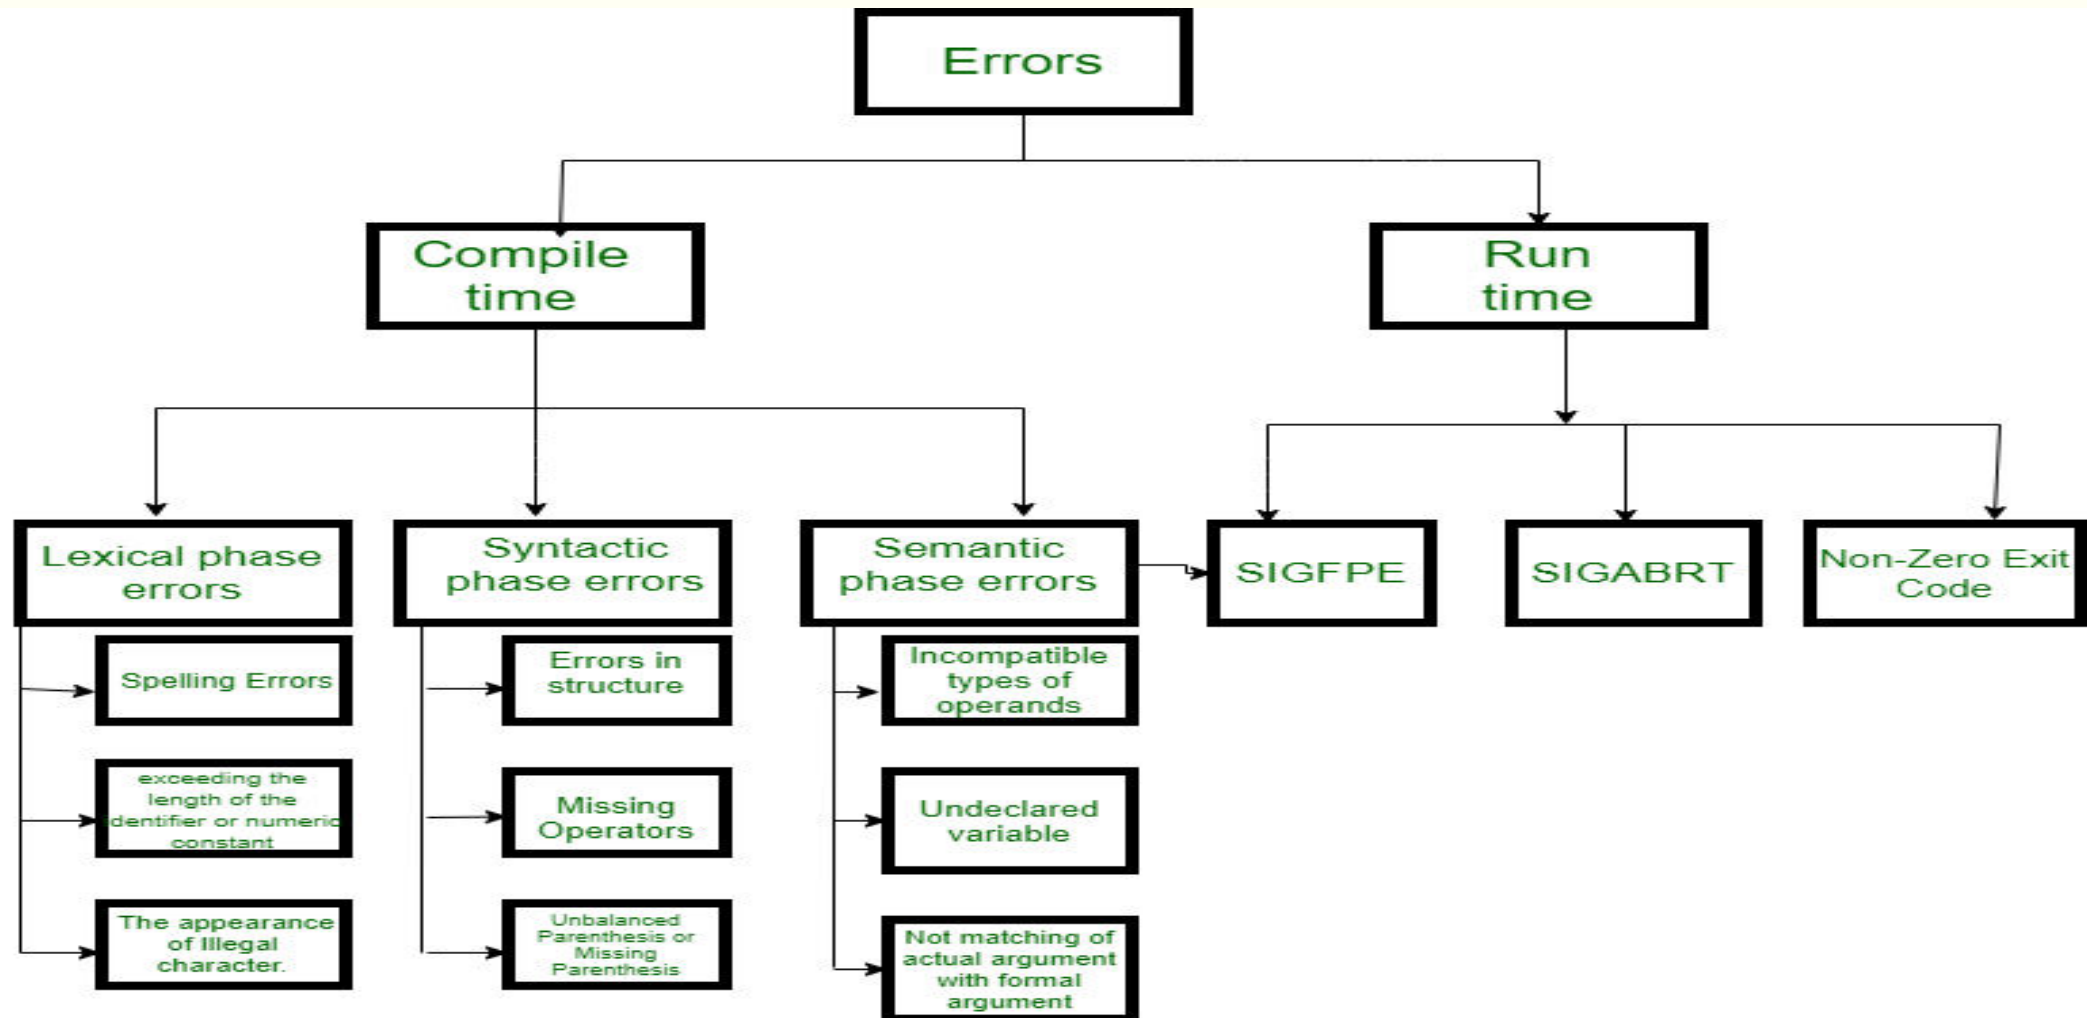 Errors
Compile
time
Run
time
Lexical phase
errors
Syntactic
phase errors
Semantic
phase errors
SIGFPE
SIGABRT
Non-Zero Exit
Code
Spelling Errors
exceeding the
length of the
identifier or numeric
constant
The appearance
of Illegal
character.
Errors in
structure
Missing
Operators
Unbalanced
Parenthesis or
Missing
Parenthesis
Incompatible
types of
operands
Undeclared
variable
Not matching of
actual argument
with formal
argument